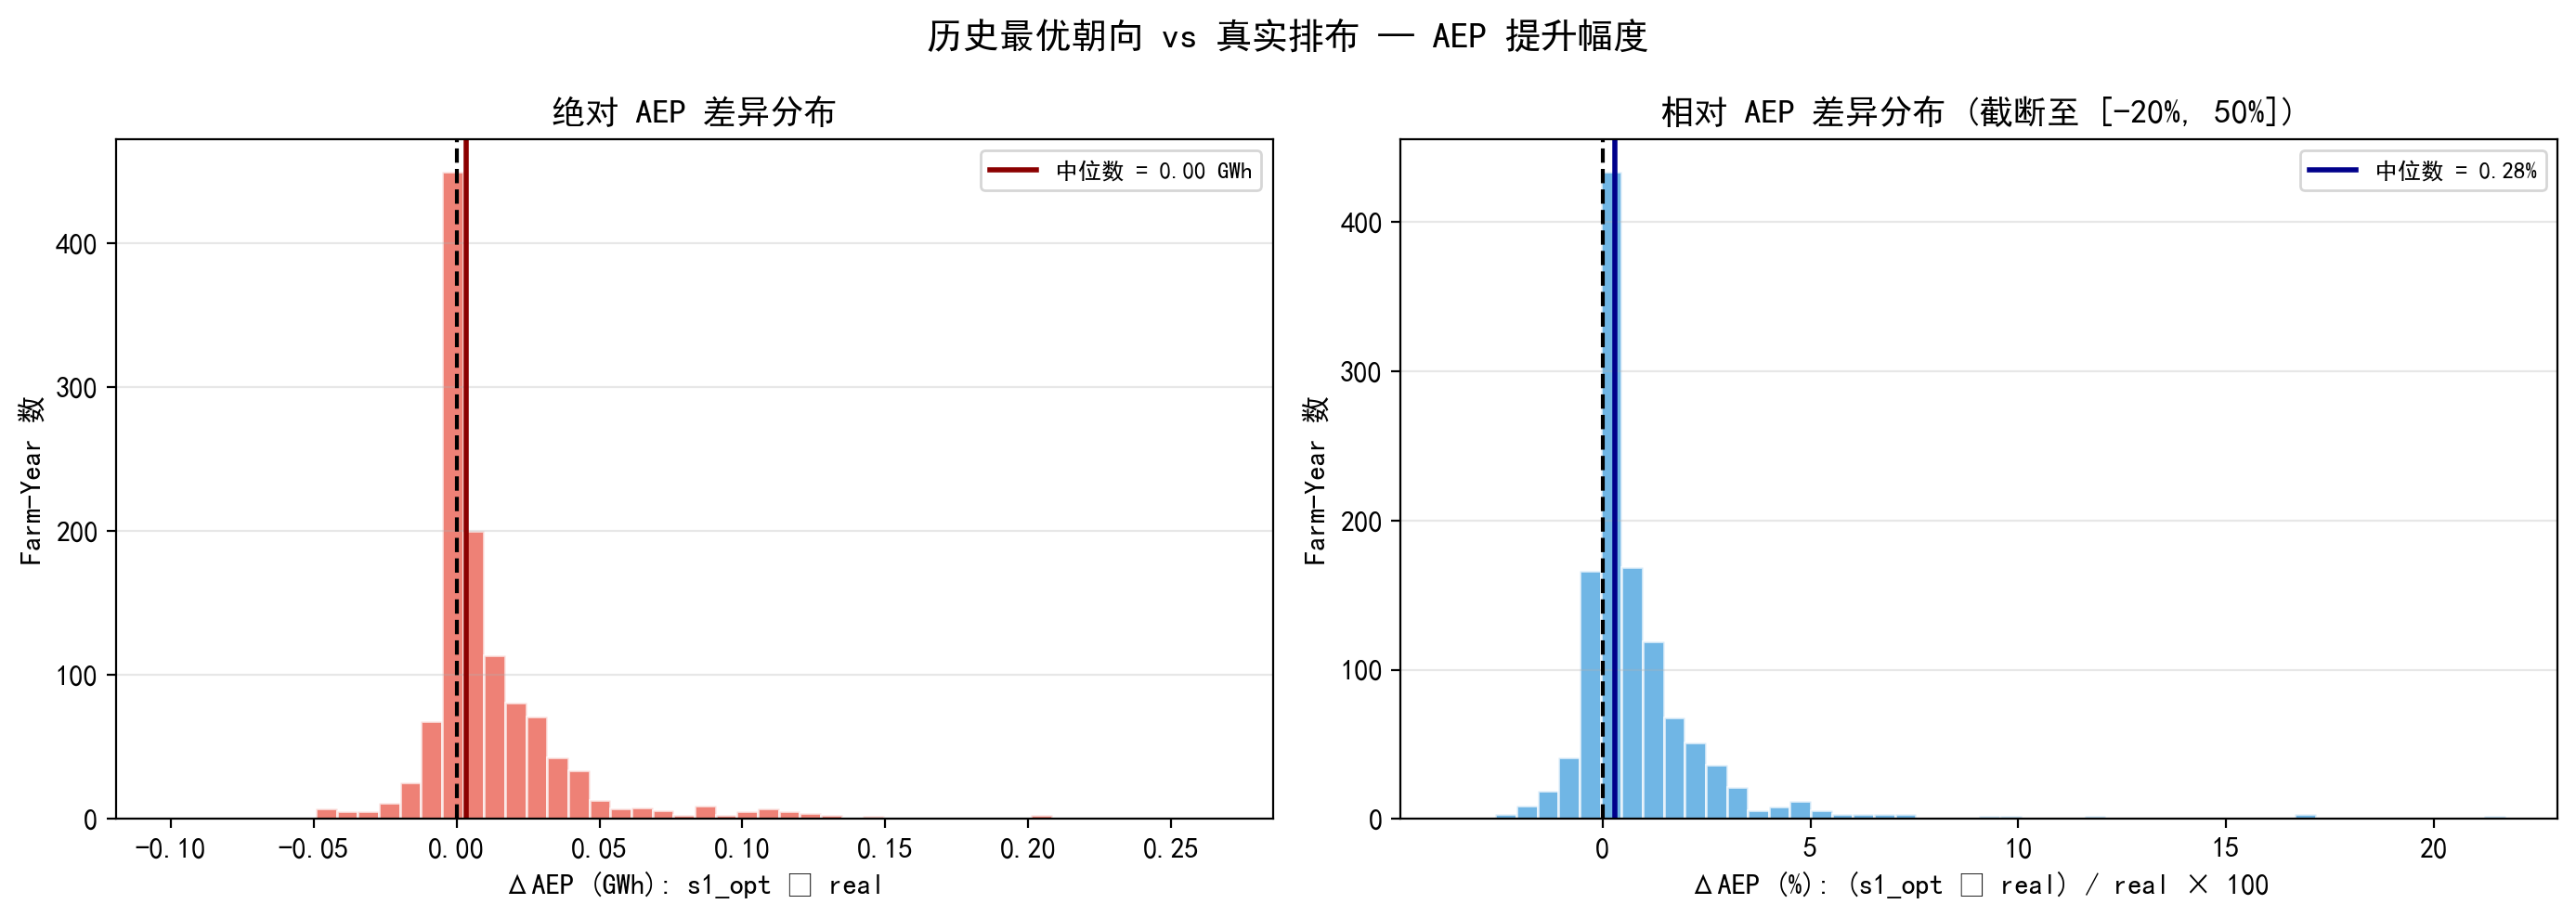 历史最优朝向 vs 真实排布 — AEP 提升幅度
绝对 AEP 差异分布
中位数 = 0.00 GWh
Farm-Year 数
400
300
200
100
0
-0.10 -0.05 0.00 0.05 0.10 0.15 0.20 0.25
ΔAEP (GWh): s1_opt □ real
相对 AEP 差异分布 (截断至 [-20%, 50%])
中位数 = 0.28%
Farm-Year 数
400
300
200
100
0
0 5 10 15 20
ΔAEP (%): (s1_opt □ real) / real × 100